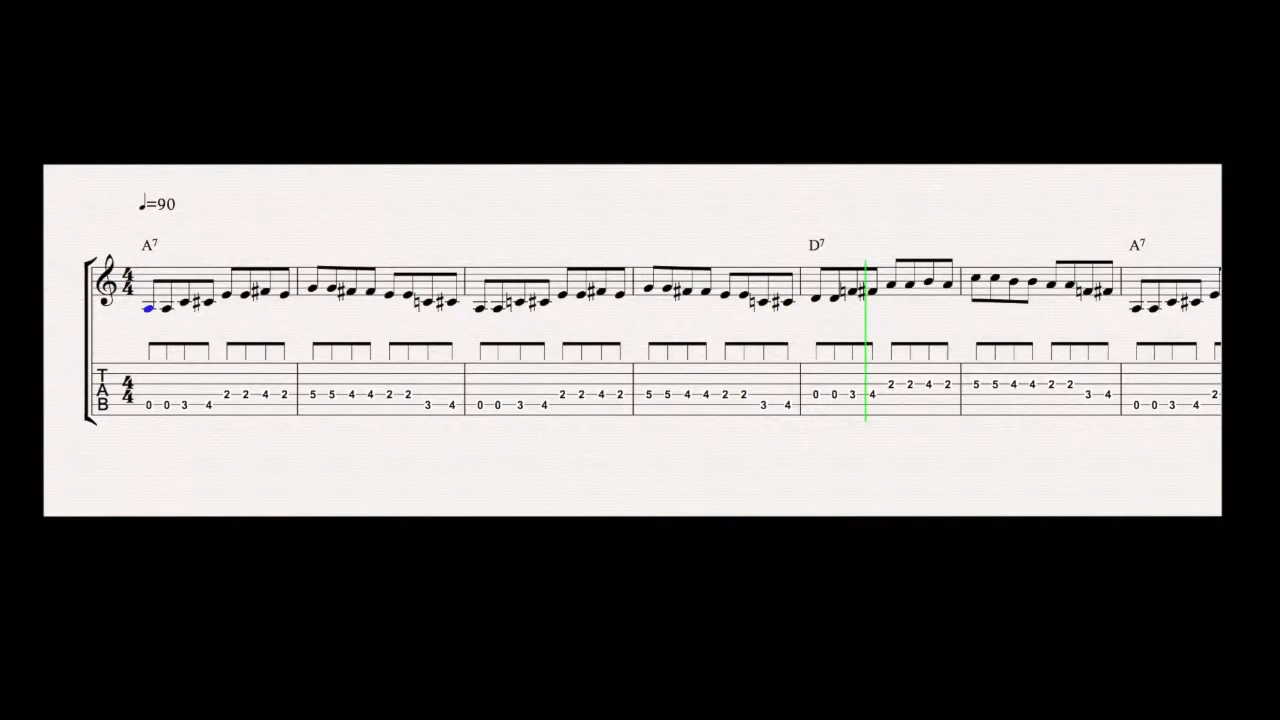 ♩=90
A7 D7 A7
4 4
T A B 4 4
2 2 4 2 5 5 4 4 2 2 2 2 4 2 5 5 4 4 2 2 0 0 3 4 2 2 4 2 5 5 4 4 2 2 3 4 2
0 0 3 4 3 4 0 0 3 4 3 4 0 0 3 4